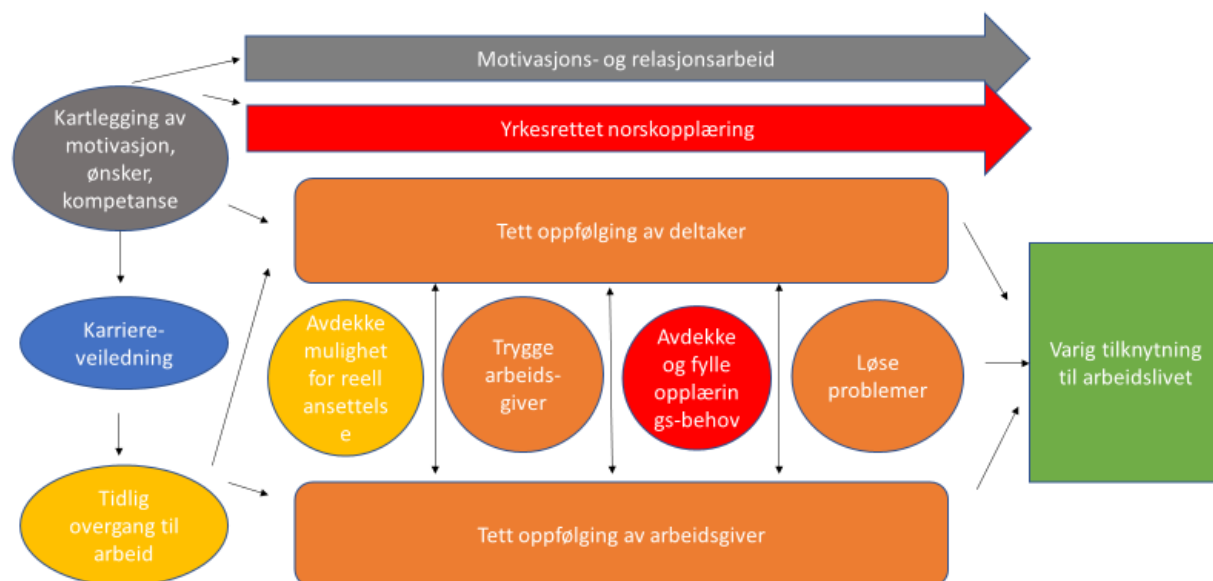 Motivasjons- og relasjonsarbeid
Yrkesrettet norskopplæring
Kartlegging av
motivasjon,
ønsker,
kompetanse
Tett oppfølging av deltaker
Karriere-
veiledning
Avdekke
mulighet
for reell
ansettels
e
Trygge
arbeids-
giver
Avdekke
og fylle
opplærin
gs-behov
Løse
problemer
Varig tilknytning
til arbeidslivet
Tidlig
overgang til
arbeid
Tett oppfølging av arbeidsgiver